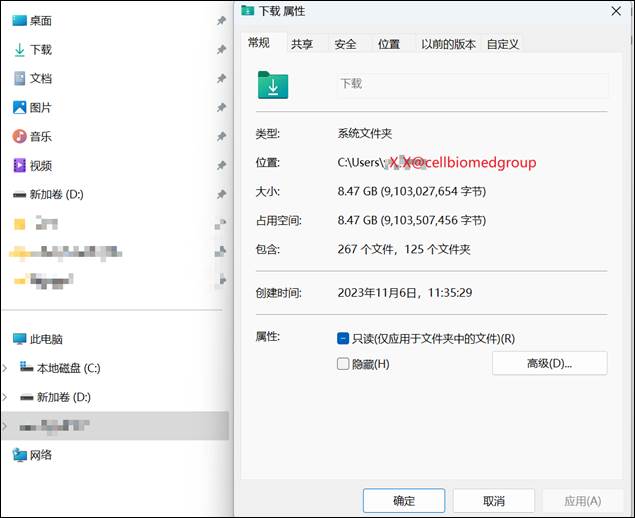 桌面
下载
文档
图片
音乐
视频
新加卷 (D:)
此电脑
本地磁盘 (C:)
新加卷 (D:)
网络
下载 属性
常规 共享 安全 位置 以前的版本 自定义
下载
类型: 系统文件夹
位置: C:\Users\ X.X@cellbiomedgroup
大小: 8.47 GB (9,103,027,654 字节)
占用空间: 8.47 GB (9,103,507,456 字节)
包含: 267 个文件，125 个文件夹
创建时间: 2023年11月6日，11:35:29
属性: 只读(仅应用于文件夹中的文件)(R)
隐藏(H) 高级(D)...
确定 取消 应用(A)